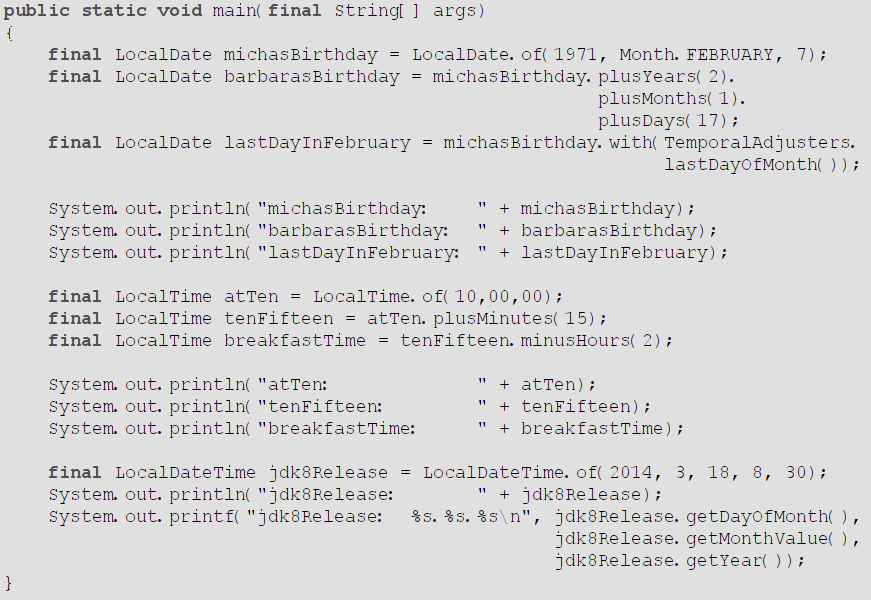 public static void main(final String[] args)
{
    final LocalDate michasBirthday = LocalDate.of(1971, Month.FEBRUARY, 7);
    final LocalDate barbarasBirthday = michasBirthday.plusYears(2).
                                                      plusMonths(1).
                                                      plusDays(17);
    final LocalDate lastDayInFebruary = michasBirthday.with(TemporalAdjusters.
                                                            lastDayOfMonth());

    System.out.println("michasBirthday:     " + michasBirthday);
    System.out.println("barbarasBirthday:   " + barbarasBirthday);
    System.out.println("lastDayInFebruary:  " + lastDayInFebruary);

    final LocalTime atTen = LocalTime.of(10,00,00);
    final LocalTime tenFifteen = atTen.plusMinutes(15);
    final LocalTime breakfastTime = tenFifteen.minusHours(2);

    System.out.println("atTen:              " + atTen);
    System.out.println("tenFifteen:         " + tenFifteen);
    System.out.println("breakfastTime:      " + breakfastTime);

    final LocalDateTime jdk8Release = LocalDateTime.of(2014, 3, 18, 8, 30);
    System.out.println("jdk8Release:        " + jdk8Release);
    System.out.printf("jdk8Release:   %s.%s.%s\n", jdk8Release.getDayOfMonth(),
                                                  jdk8Release.getMonthValue(),
                                                  jdk8Release.getYear());
}